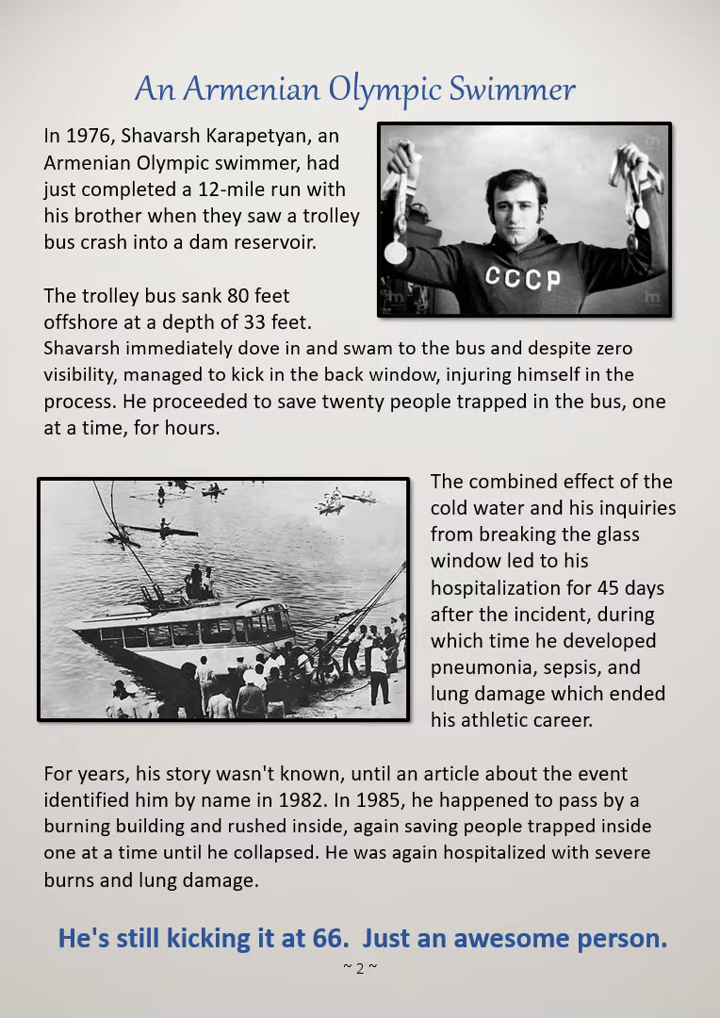 An Armenian Olympic Swimmer
In 1976, Shavarsh Karapetyan, an
Armenian Olympic swimmer, had
just completed a 12-mile run with
his brother when they saw a trolley
bus crash into a dam reservoir.
CCCP
The trolley bus sank 80 feet
offshore at a depth of 33 feet.
Shavarsh immediately dove in and swam to the bus and despite zero
visibility, managed to kick in the back window, injuring himself in the
process. He proceeded to save twenty people trapped in the bus, one
at a time, for hours.
The combined effect of the
cold water and his inquiries
from breaking the glass
window led to his
hospitalization for 45 days
after the incident, during
which time he developed
pneumonia, sepsis, and
lung damage which ended
his athletic career.
For years, his story wasn't known, until an article about the event
identified him by name in 1982. In 1985, he happened to pass by a
burning building and rushed inside, again saving people trapped inside
one at a time until he collapsed. He was again hospitalized with severe
burns and lung damage.
He's still kicking it at 66.  Just an awesome person.
~ 2 ~